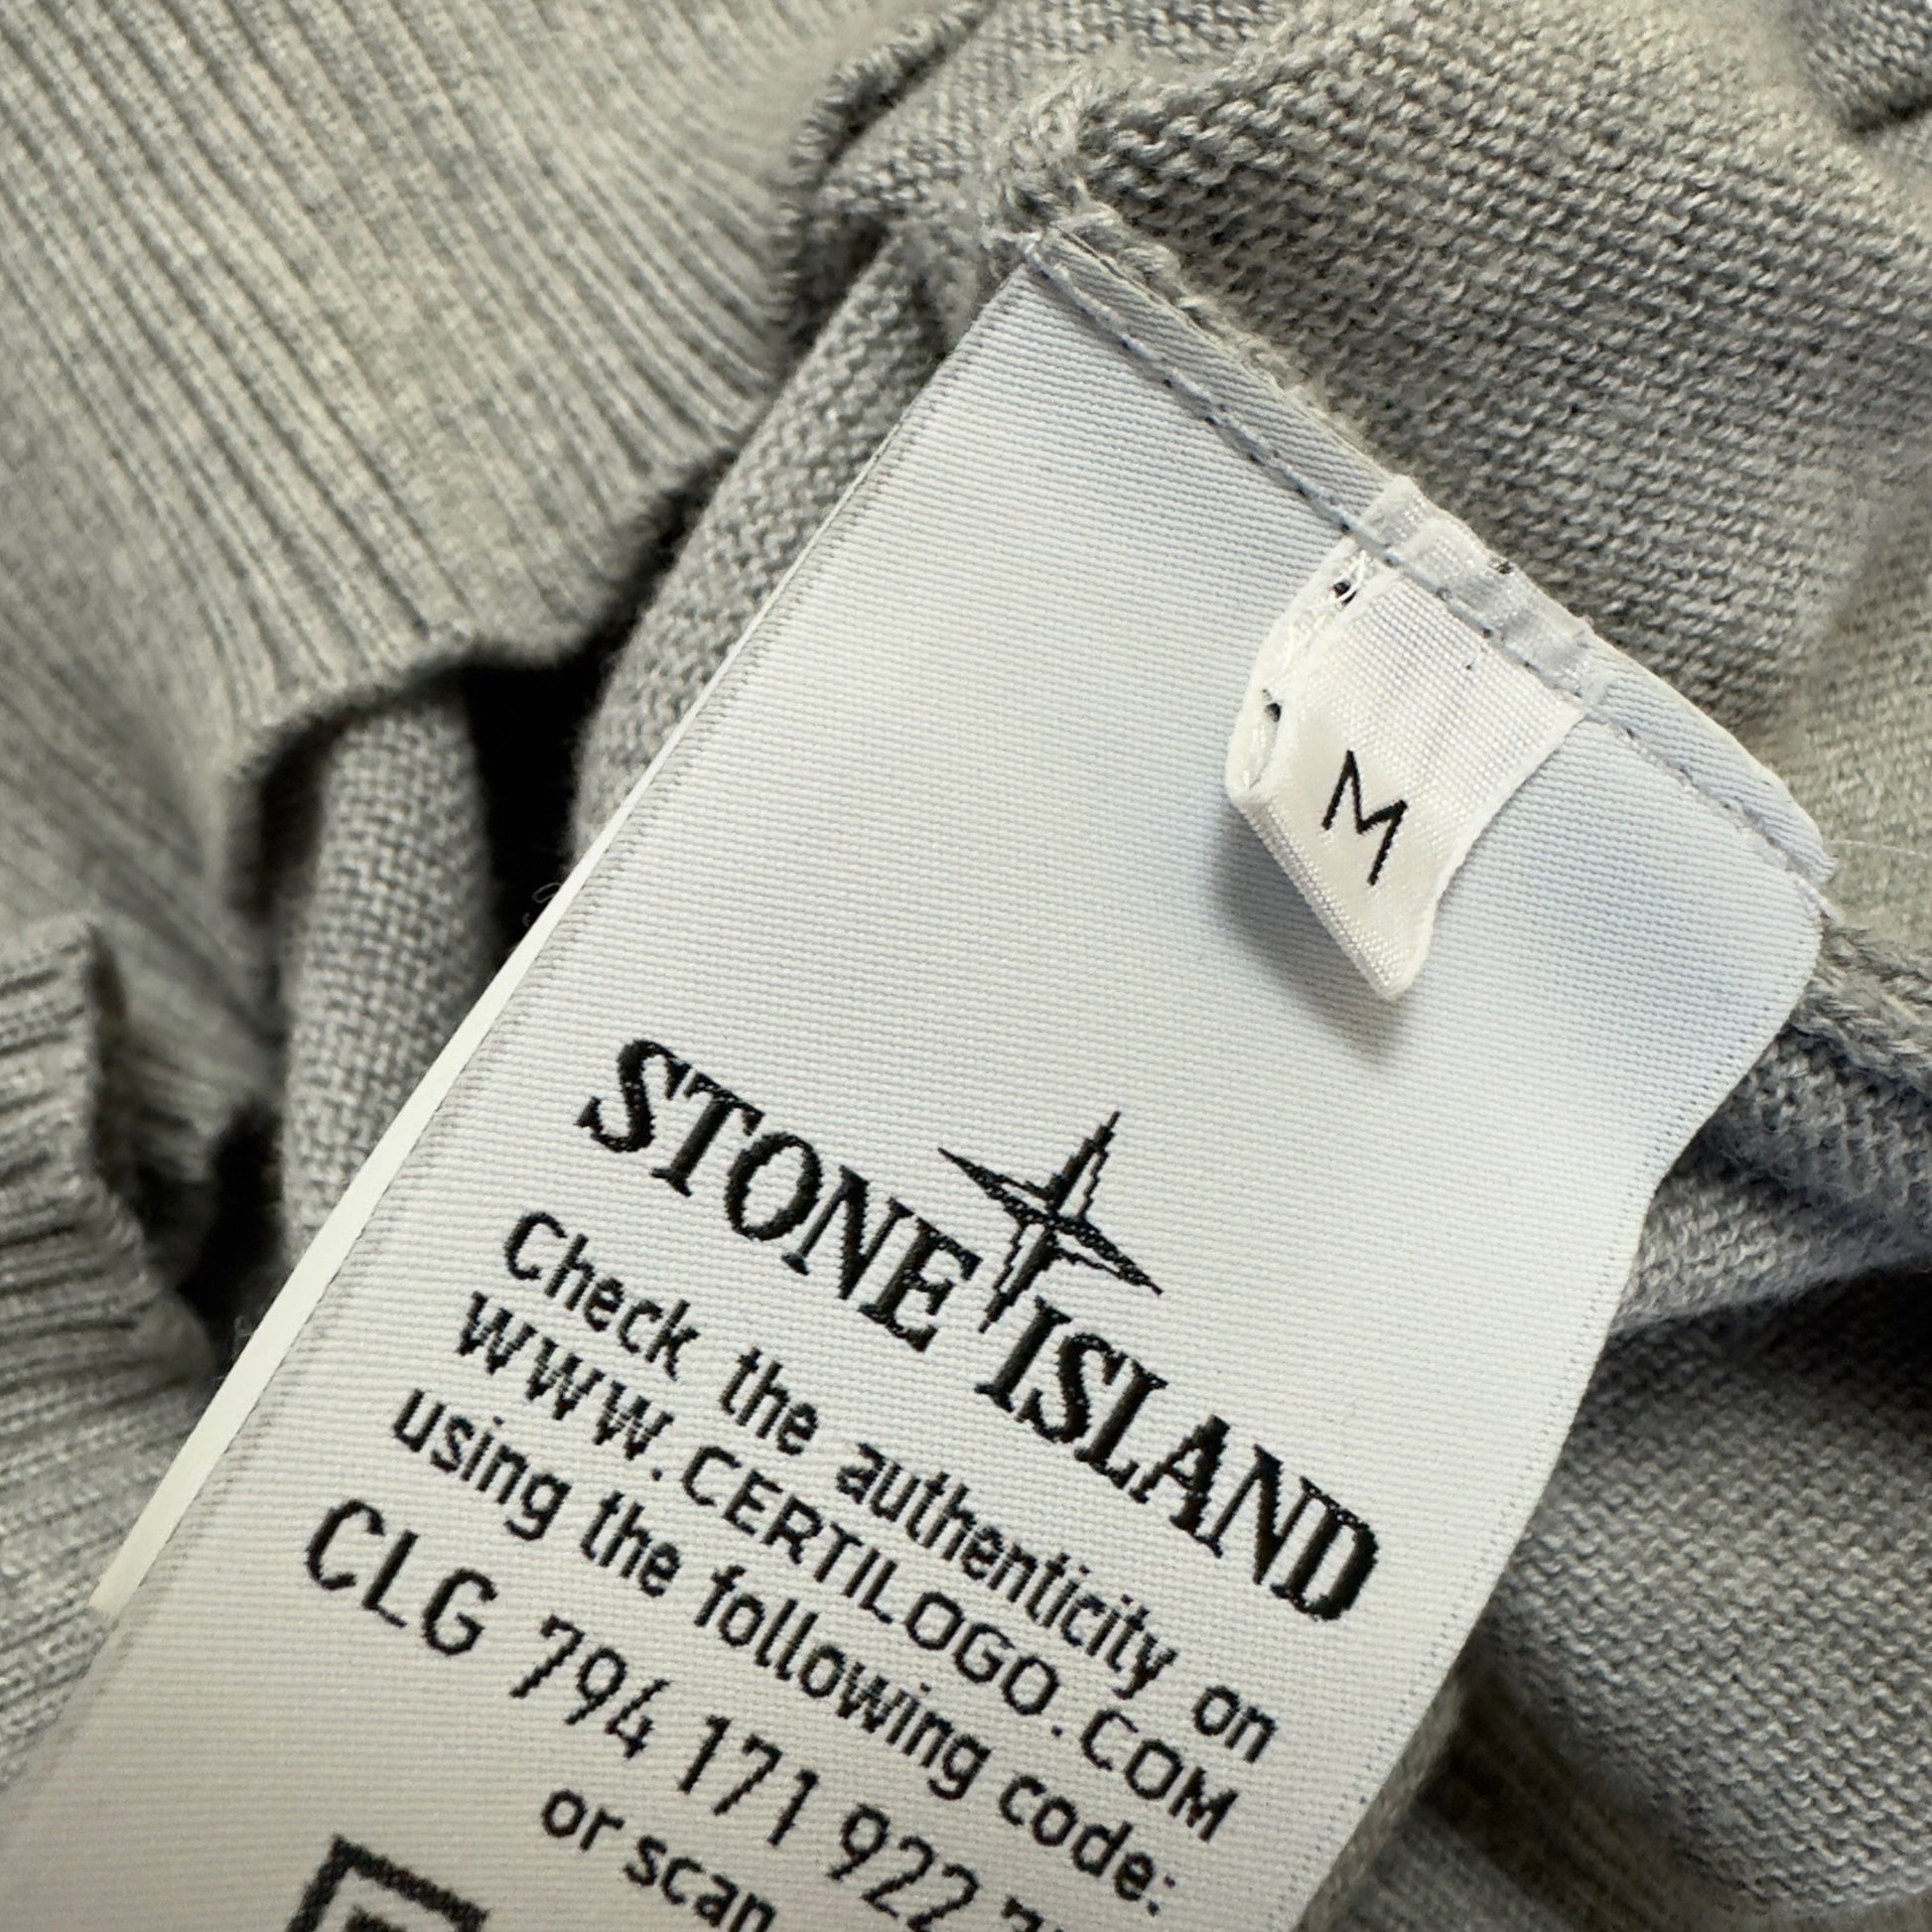 M
STONE ISLAND
Check the authenticity on
WWW.CERTILOGO.COM
using the following code:
CLG 794 171 922
or scan